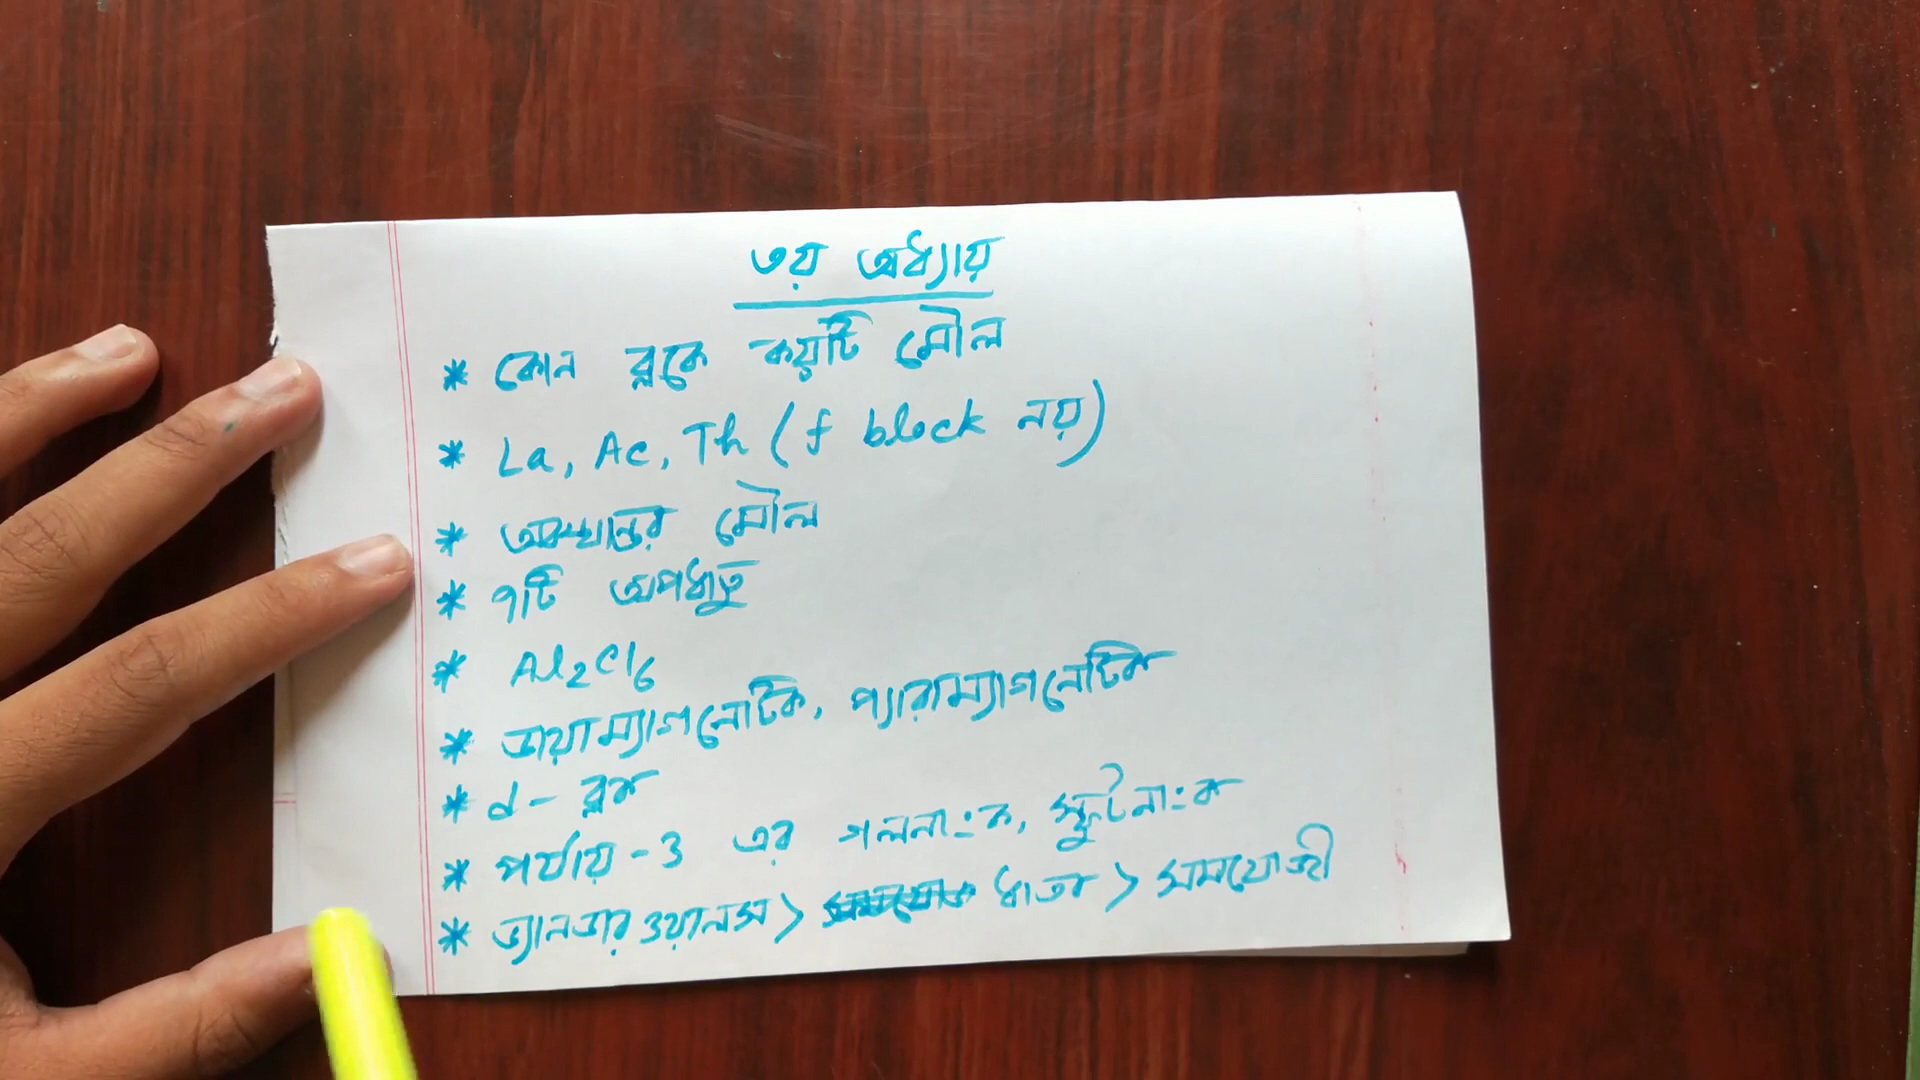 ৩য় অধ্যায়
* কোন ব্লকে কয়টি মৌল
* La, Ac, Th (f block নয়)
* অবস্থান্তর মৌল
* ৭টি অপধাতু
* Al₂Cl₆
* ডায়াম্যাগনেটিক, প্যারাম্যাগনেটিক
* d - ব্লক
* পর্যায় - 3 এর গলনাংক, স্ফুটনাংক
* ভ্যানডার ওয়ালস > ধাতব > সমযোজী